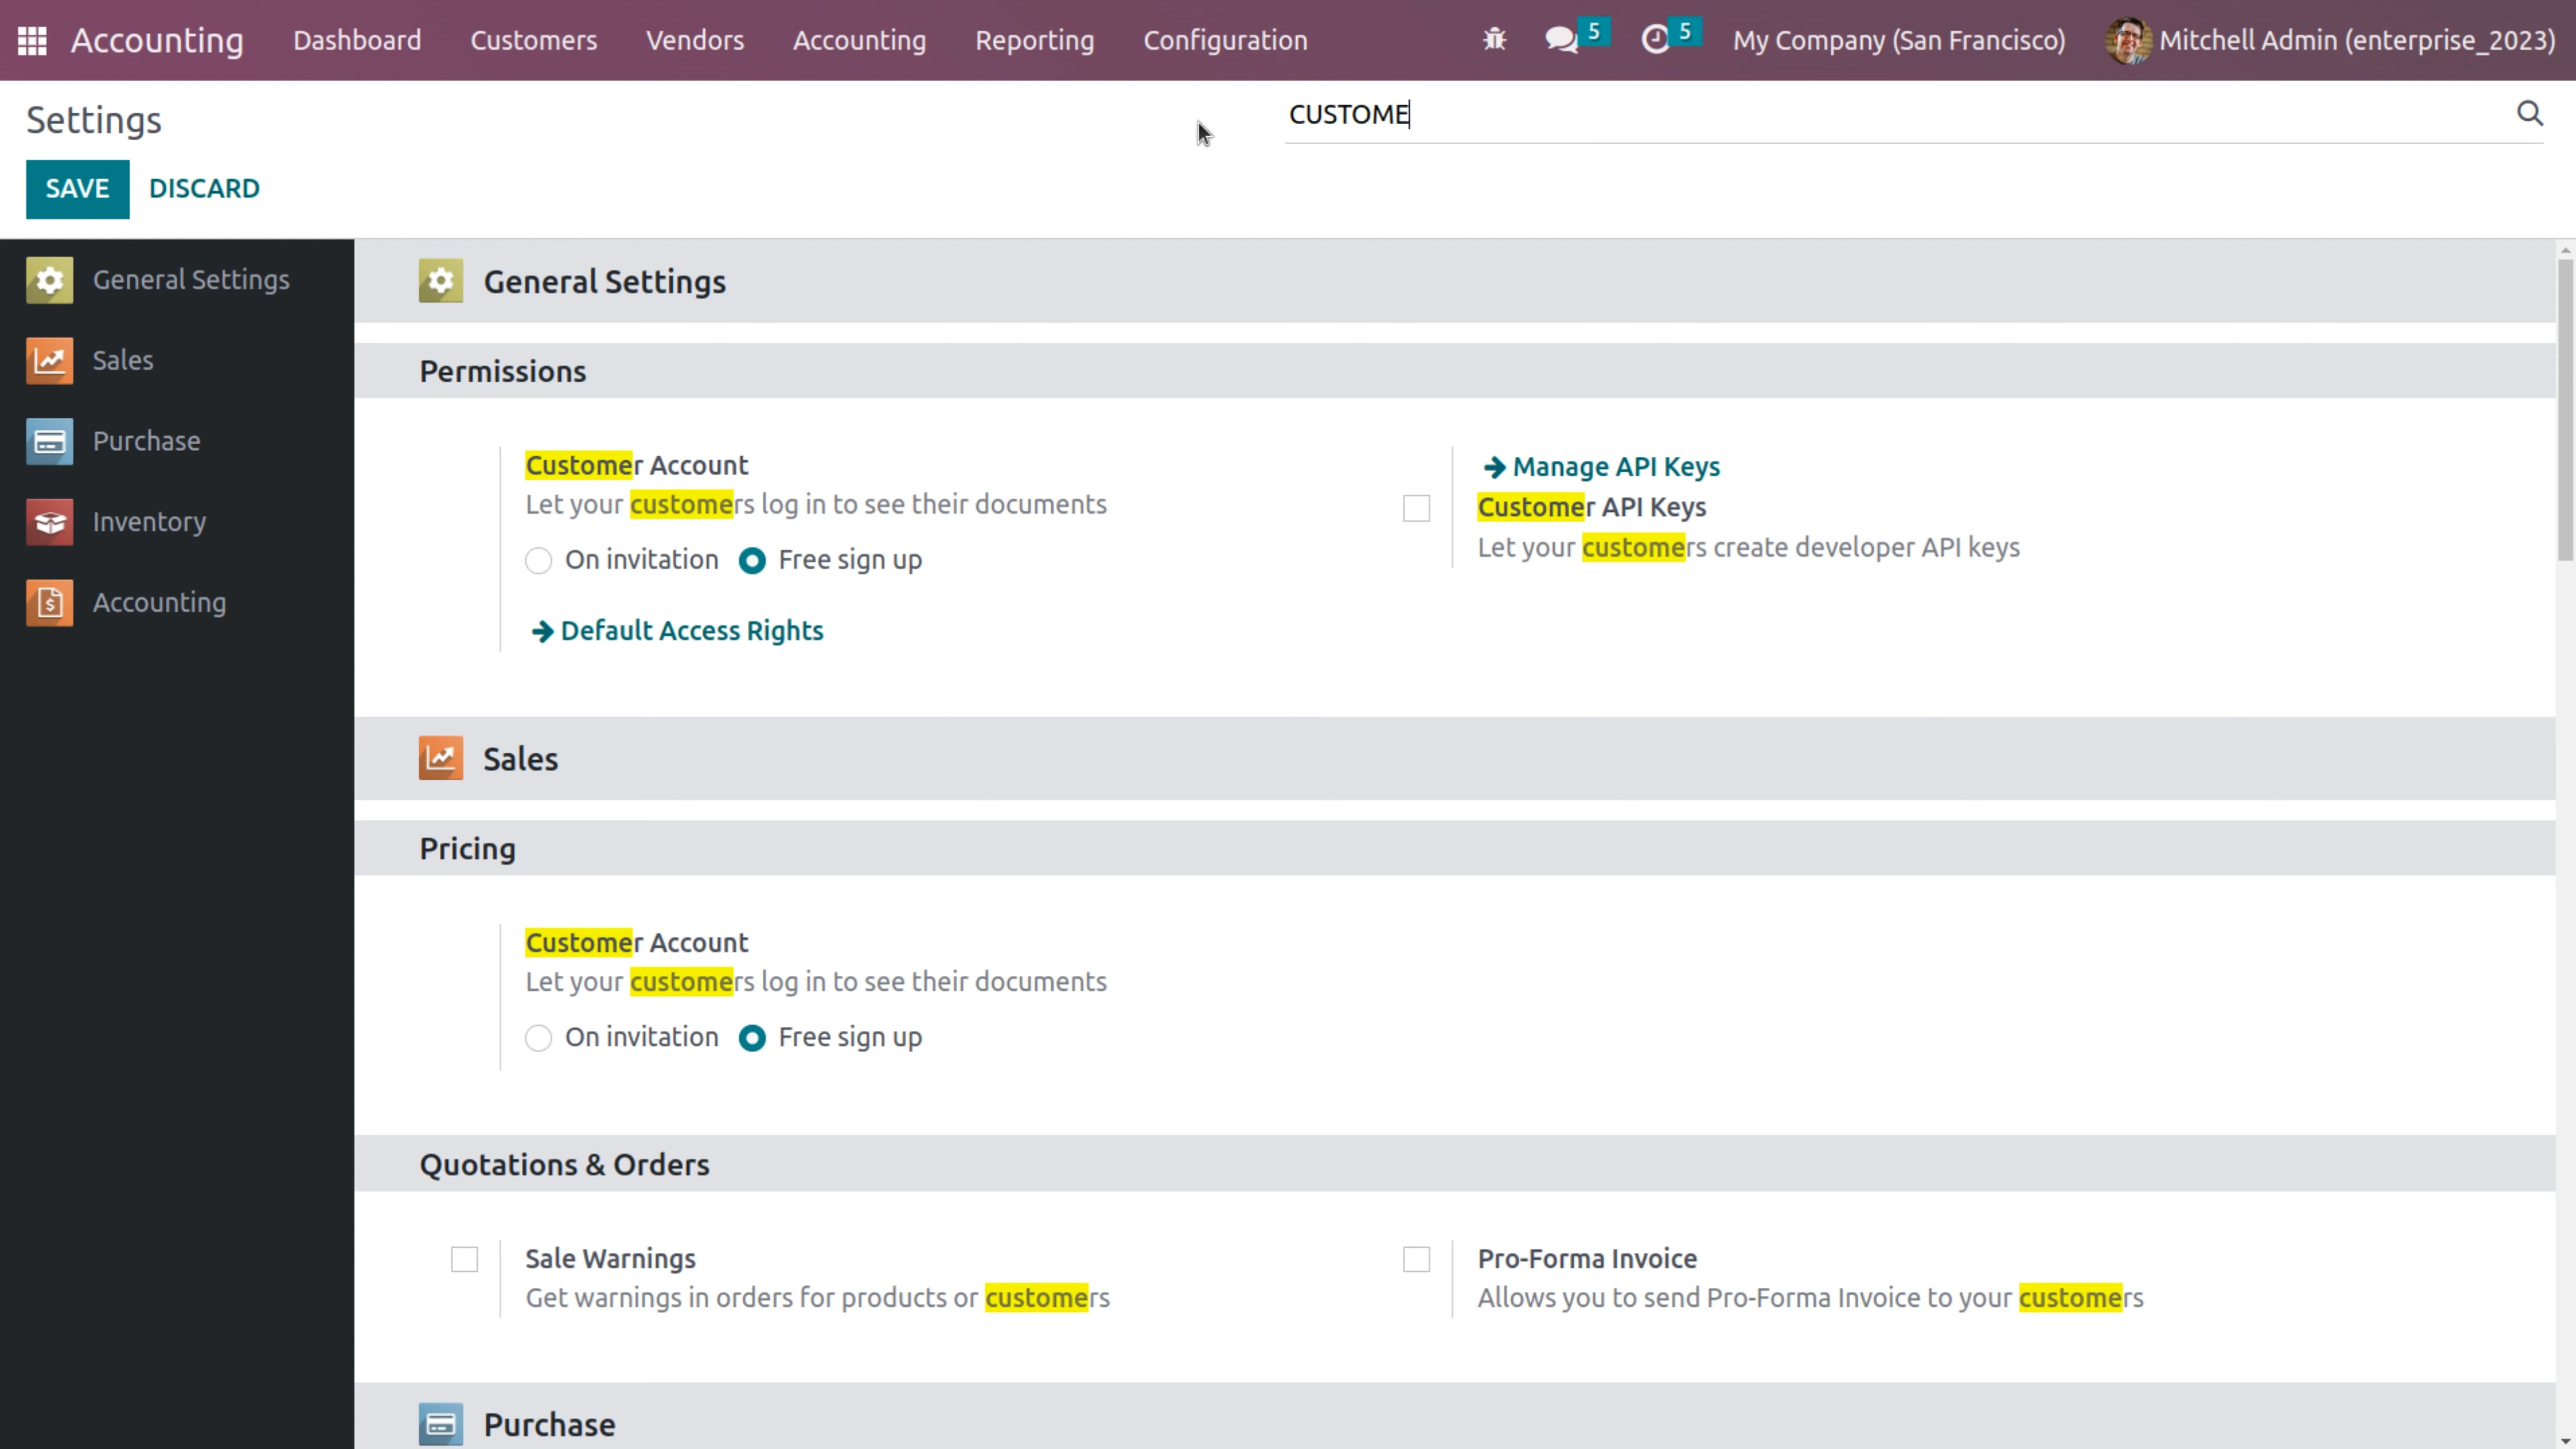 Accounting Dashboard Customers Vendors Accounting Reporting Configuration 5 5 My Company (San Francisco) Mitchell Admin (enterprise_2023)
Settings CUSTOME
SAVE DISCARD
General Settings
Sales
Purchase
Inventory
Accounting
General Settings
Permissions
Customer Account
Let your customers log in to see their documents
On invitation Free sign up
Default Access Rights
Manage API Keys
Customer API Keys
Let your customers create developer API keys
Sales
Pricing
Customer Account
Let your customers log in to see their documents
On invitation Free sign up
Quotations & Orders
Sale Warnings
Get warnings in orders for products or customers
Pro-Forma Invoice
Allows you to send Pro-Forma Invoice to your customers
Purchase